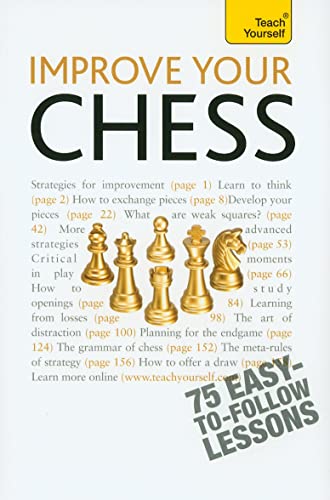 Teach®
Yourself
IMPROVE YOUR
CHESS
Strategies for improvement (page 1) Learn to think
(page 2) How to exchange pieces (page 8)Develop your
pieces (page 22) What are weak squares? (page
42) More advanced
strategies (page 53)
Critical moments
in play (page 66)
How to study
openings (page 84) Learning
from losses (page 98) The art of
distraction (page 100) Planning for the endgame (page
124) The grammar of chess (page 152) The meta-rules
of strategy (page 156) How to offer a draw (page
Learn more online (www.teachyourself.com)
75 EASY-
TO-FOLLOW
LESSONS